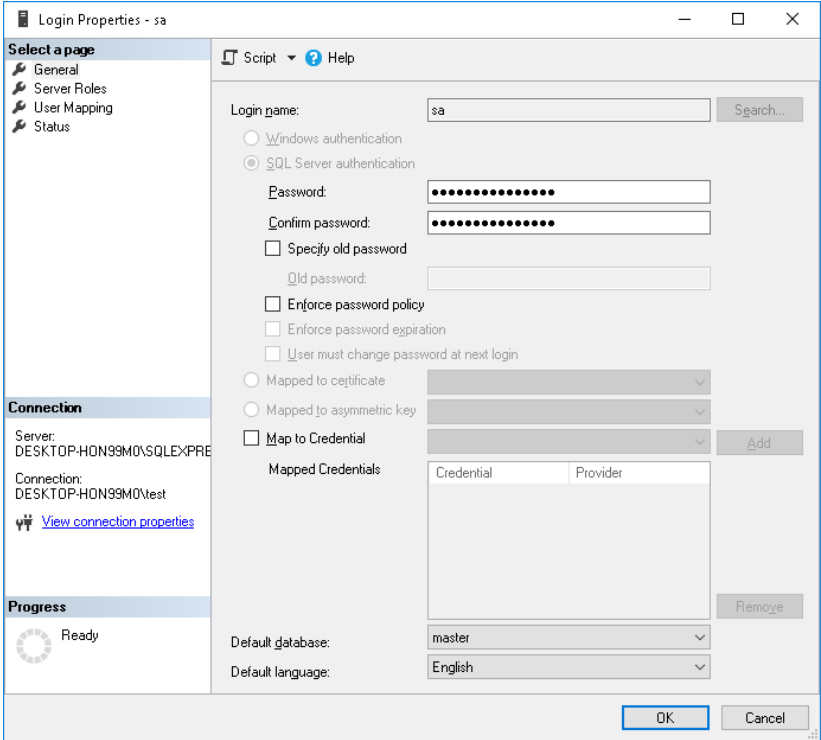 Login Properties - sa
Select a page
General
Server Roles
User Mapping
Status
Connection
Server:
DESKTOP-HON99M0\SQLEXPRE
Connection:
DESKTOP-HON99M0\test
View connection properties
Progress
Ready
Script
Help
Login name:
sa
Search...
Windows authentication
SQL Server authentication
Password:
Confirm password:
Specify old password
Old password:
Enforce password policy
Enforce password expiration
User must change password at next login
Mapped to certificate
Mapped to asymmetric key
Map to Credential
Add
Mapped Credentials
Credential Provider
Remove
Default database:
master
Default language:
English
OK
Cancel